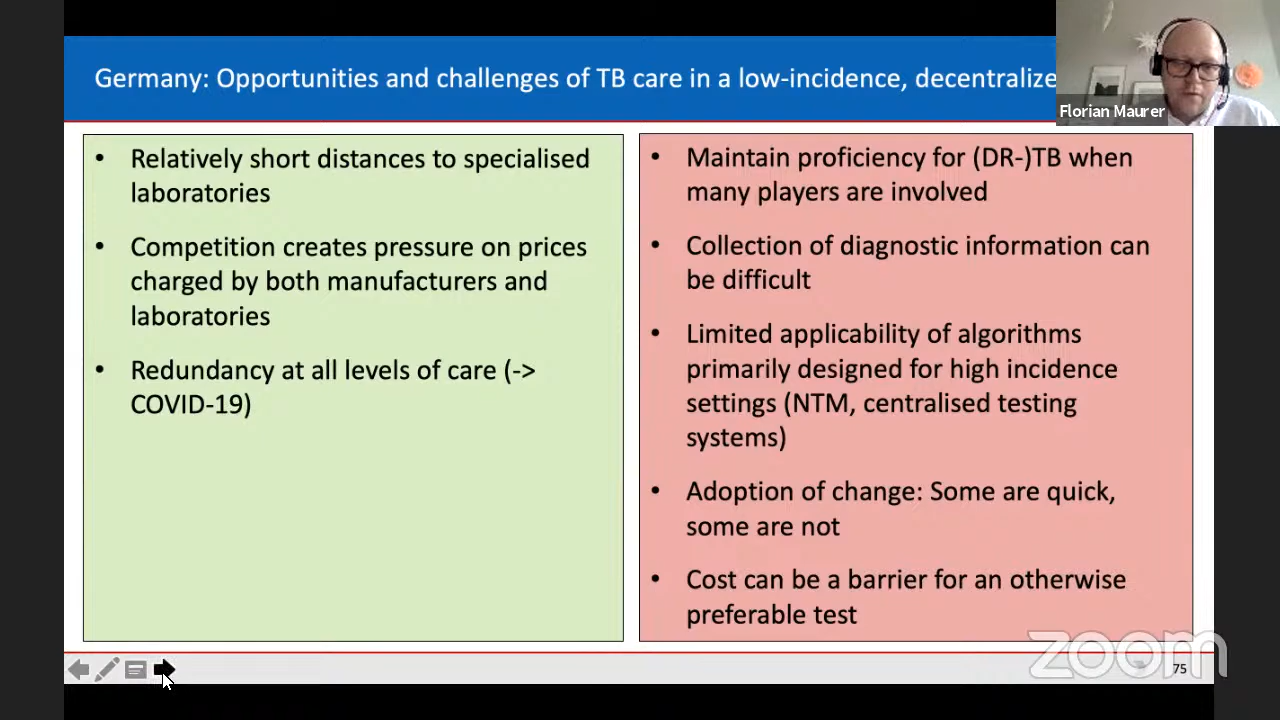 Germany: Opportunities and challenges of TB care in a low-incidence, decentralize
Florian Maurer
• Relatively short distances to specialised
laboratories
• Competition creates pressure on prices
charged by both manufacturers and
laboratories
• Redundancy at all levels of care (->
COVID-19)
• Maintain proficiency for (DR-)TB when
many players are involved
• Collection of diagnostic information can
be difficult
• Limited applicability of algorithms
primarily designed for high incidence
settings (NTM, centralised testing
systems)
• Adoption of change: Some are quick,
some are not
• Cost can be a barrier for an otherwise
preferable test
zoom
75